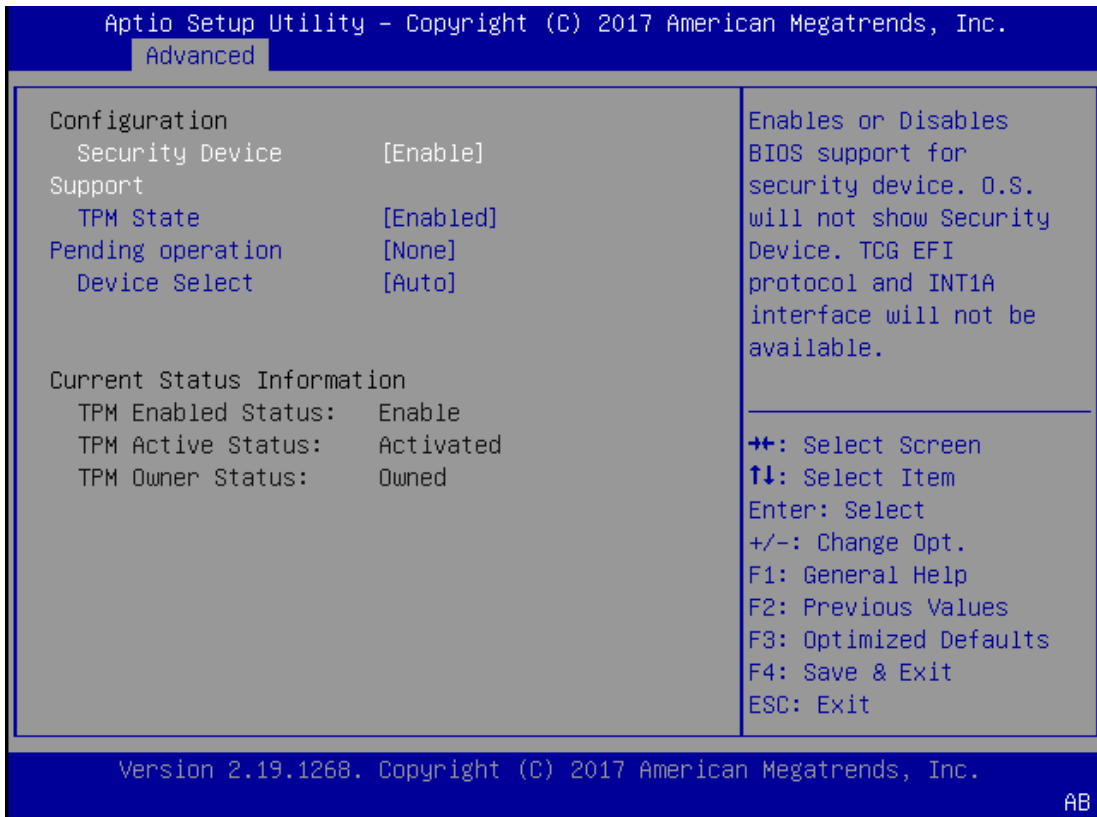 Aptio Setup Utility – Copyright (C) 2017 American Megatrends, Inc.
Advanced
Configuration
Security Device [Enable]
Support
TPM State [Enabled]
Pending operation [None]
Device Select [Auto]
Current Status Information
TPM Enabled Status: Enable
TPM Active Status: Activated
TPM Owner Status: Owned
Enables or Disables
BIOS support for
security device. O.S.
will not show Security
Device. TCG EFI
protocol and INT1A
interface will not be
available.
→←: Select Screen
↑↓: Select Item
Enter: Select
+/-: Change Opt.
F1: General Help
F2: Previous Values
F3: Optimized Defaults
F4: Save & Exit
ESC: Exit
Version 2.19.1268. Copyright (C) 2017 American Megatrends, Inc.
AB